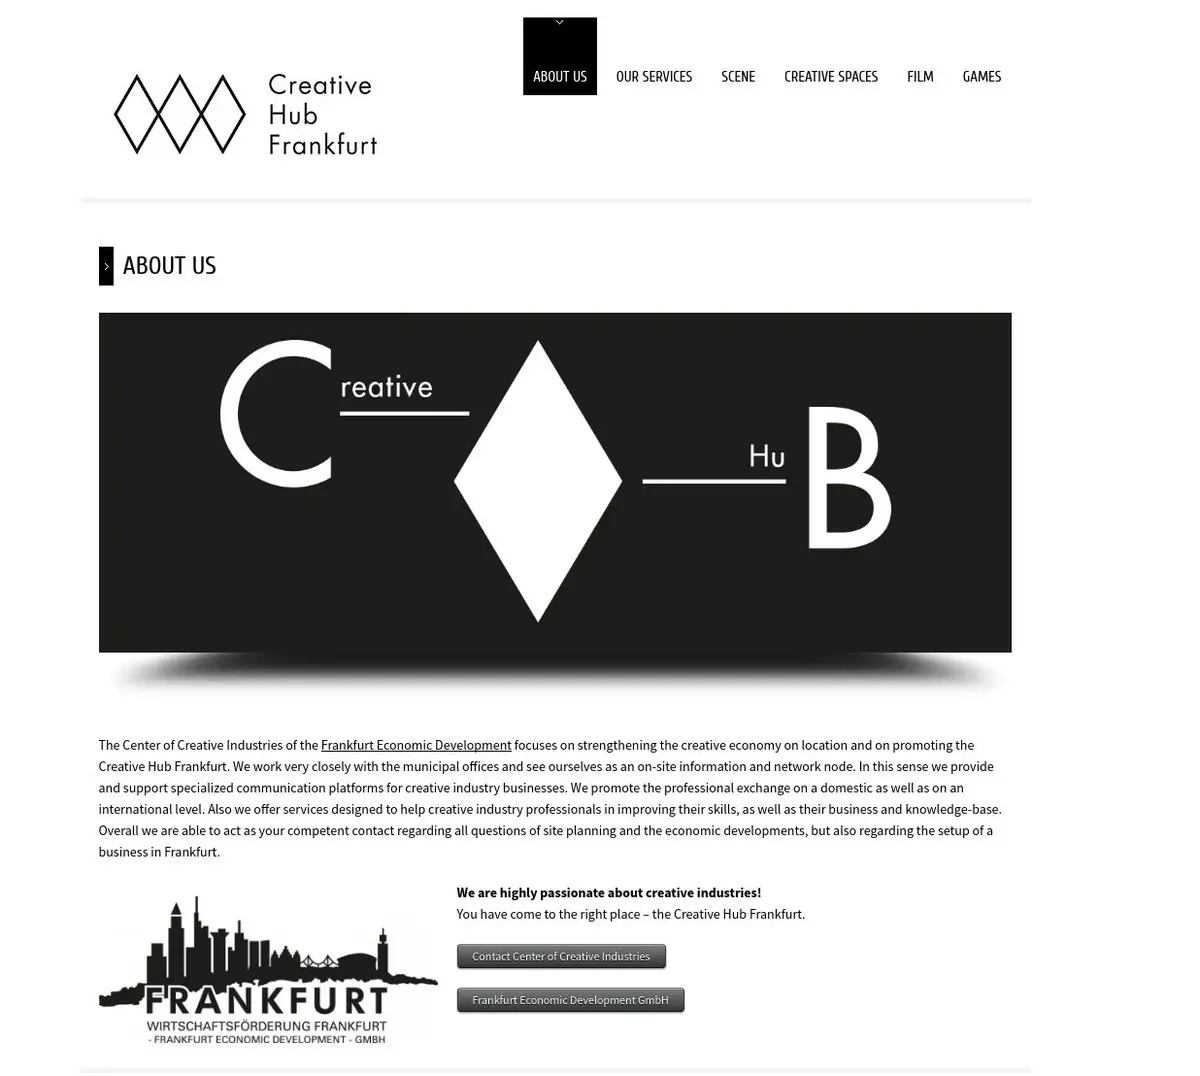 Creative
Hub
Frankfurt
ABOUT US
OUR SERVICES
SCENE
CREATIVE SPACES
FILM
GAMES
ABOUT US
Creative
HuB
The Center of Creative Industries of the Frankfurt Economic Development focuses on strengthening the creative economy on location and on promoting the
Creative Hub Frankfurt. We work very closely with the municipal offices and see ourselves as an on-site information and network node. In this sense we provide
and support specialized communication platforms for creative industry businesses. We promote the professional exchange on a domestic as well as on an
international level. Also we offer services designed to help creative industry professionals in improving their skills, as well as their business and knowledge-base.
Overall we are able to act as your competent contact regarding all questions of site planning and the economic developments, but also regarding the setup of a
business in Frankfurt.
FRANKFURT
WIRTSCHAFTSFÖRDERUNG FRANKFURT
- FRANKFURT ECONOMIC DEVELOPMENT - GMBH
We are highly passionate about creative industries!
You have come to the right place – the Creative Hub Frankfurt.
Contact Center of Creative Industries
Frankfurt Economic Development GmbH